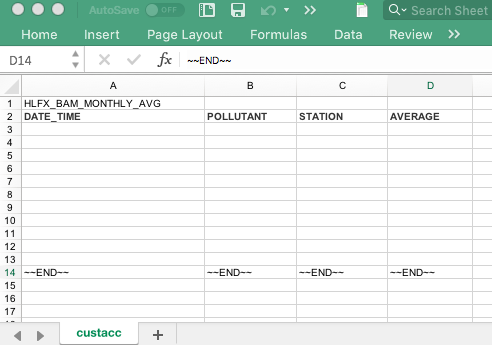 AutoSave OFF Search Sheet
Home Insert Page Layout Formulas Data Review
D14 fx ~~END~~
A B C D
1 HLFX_BAM_MONTHLY_AVG
2 DATE_TIME POLLUTANT STATION AVERAGE
3
4
5
6
7
8
9
10
11
12
13
14 ~~END~~ ~~END~~ ~~END~~ ~~END~~
15
16
17
custacc